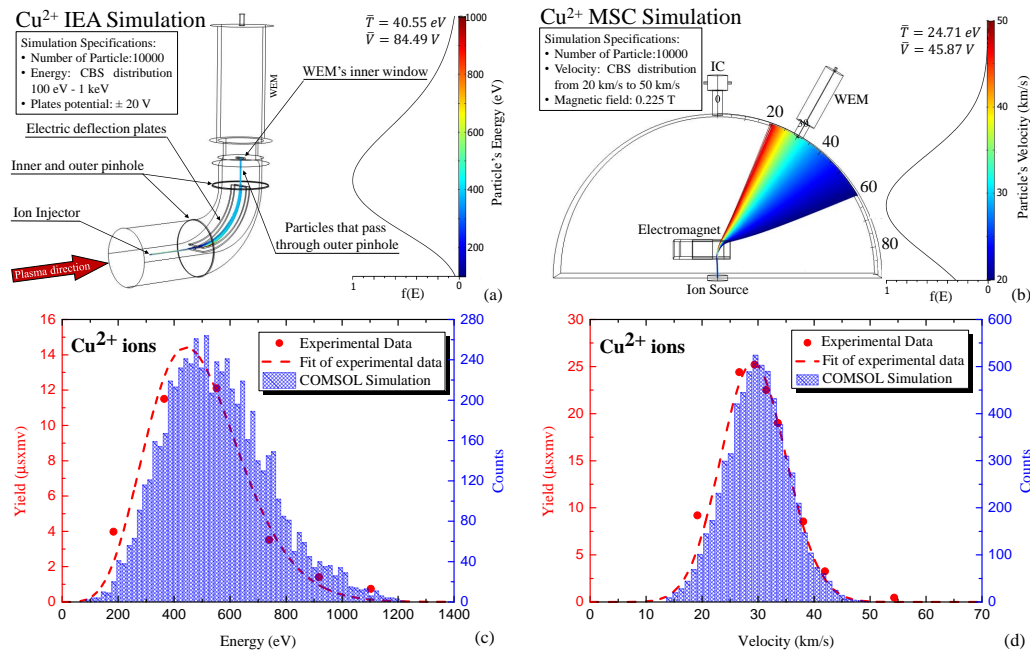 Cu²⁺ IEA Simulation
Simulation Specifications:
• Number of Particle:10000
• Energy: CBS distribution
100 eV - 1 keV
• Plates potential: ± 20 V
WEM
WEM's inner window
Electric deflection plates
Inner and outer pinhole
Ion Injector
Plasma direction
Particles that pass
through outer pinhole
T̄ = 40.55 eV
V̄ = 84.49 V
1000
800
600
400
200
Particle's Energy (eV)
1
0
f(E)
(a)
Cu²⁺ MSC Simulation
Simulation Specifications:
• Number of Particle:10000
• Velocity: CBS distribution
from 20 km/s to 50 km/s
• Magnetic field: 0.225 T
IC
0
WEM
20
30
40
60
80
Electromagnet
Ion Source
T̄ = 24.71 eV
V̄ = 45.87 V
50
40
30
20
Particle's Velocity (km/s)
1
0
f(E)
(b)
Cu²⁺ ions
Experimental Data
Fit of experimental data
COMSOL Simulation
16
14
12
10
8
6
4
2
0
Yield (µsxmv)
280
240
200
160
120
80
40
0
Counts
0
200
400
600
800
1000
1200
1400
Energy (eV)
(c)
Cu²⁺ ions
Experimental Data
Fit of experimental data
COMSOL Simulation
30
25
20
15
10
5
0
Yield (µsxmv)
600
500
400
300
200
100
0
Counts
0
10
20
30
40
50
60
70
Velocity (km/s)
(d)